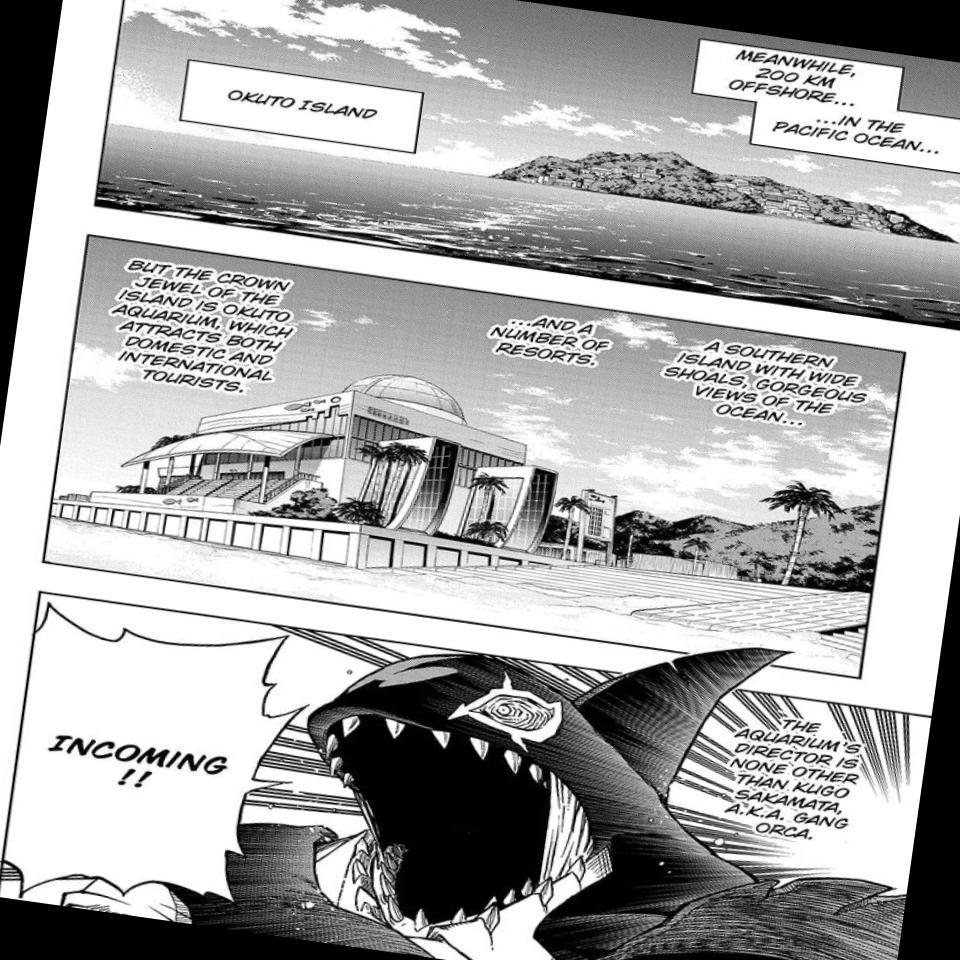 MEANWHILE,
200 KM
OFFSHORE...
...IN THE
PACIFIC OCEAN...
OKUTO ISLAND
A SOUTHERN
ISLAND WITH WIDE
SHOALS, GORGEOUS
VIEWS OF THE
OCEAN...
...AND A
NUMBER OF
RESORTS.
BUT THE CROWN
JEWEL OF THE
ISLAND IS OKUTO
AQUARIUM, WHICH
ATTRACTS BOTH
DOMESTIC AND
INTERNATIONAL
TOURISTS.
THE
AQUARIUM'S
DIRECTOR IS
NONE OTHER
THAN KUGO
SAKAMATA,
A.K.A. GANG
ORCA.
INCOMING
!!